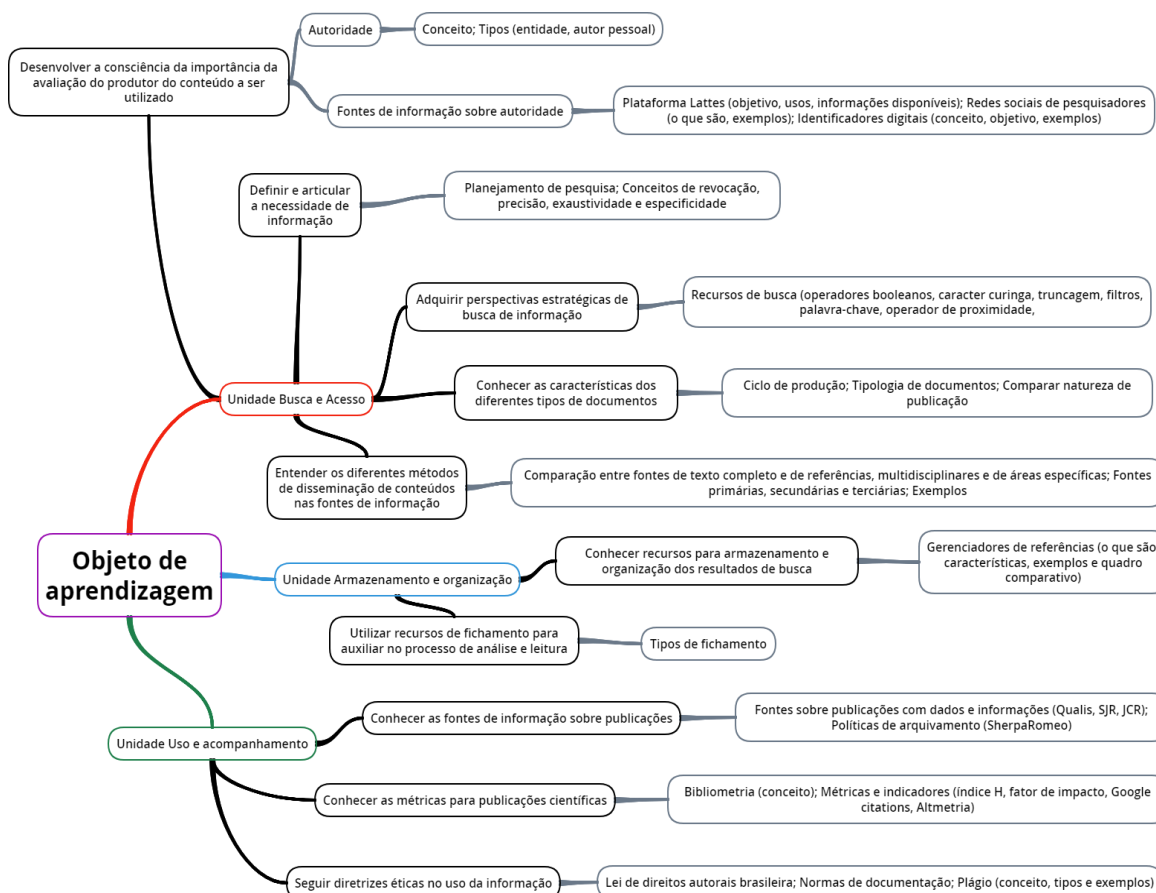 Autoridade
Conceito; Tipos (entidade, autor pessoal)
Desenvolver a consciência da importância da
avaliação do produtor do conteúdo a ser
utilizado
Fontes de informação sobre autoridade
Plataforma Lattes (objetivo, usos, informações disponíveis); Redes sociais de pesquisadores
(o que são, exemplos); Identificadores digitais (conceito, objetivo, exemplos)
Definir e articular
a necessidade de
informação
Planejamento de pesquisa; Conceitos de revocação,
precisão, exaustividade e especificidade
Adquirir perspectivas estratégicas de
busca de informação
Recursos de busca (operadores booleanos, caracter curinga, truncagem, filtros,
palavra-chave, operador de proximidade,
Unidade Busca e Acesso
Conhecer as características dos
diferentes tipos de documentos
Ciclo de produção; Tipologia de documentos; Comparar natureza de
publicação
Entender os diferentes métodos
de disseminação de conteúdos
nas fontes de informação
Comparação entre fontes de texto completo e de referências, multidisciplinares e de áreas específicas; Fontes
primárias, secundárias e terciárias; Exemplos
Objeto de
aprendizagem
Unidade Armazenamento e organização
Conhecer recursos para armazenamento e
organização dos resultados de busca
Gerenciadores de referências (o que são
características, exemplos e quadro
comparativo)
Utilizar recursos de fichamento para
auxiliar no processo de análise e leitura
Tipos de fichamento
Unidade Uso e acompanhamento
Conhecer as fontes de informação sobre publicações
Fontes sobre publicações com dados e informações (Qualis, SJR, JCR);
Políticas de arquivamento (SherpaRomeo)
Conhecer as métricas para publicações científicas
Bibliometria (conceito); Métricas e indicadores (índice H, fator de impacto, Google
citations, Altmetria)
Seguir diretrizes éticas no uso da informação
Lei de direitos autorais brasileira; Normas de documentação; Plágio (conceito, tipos e exemplos)